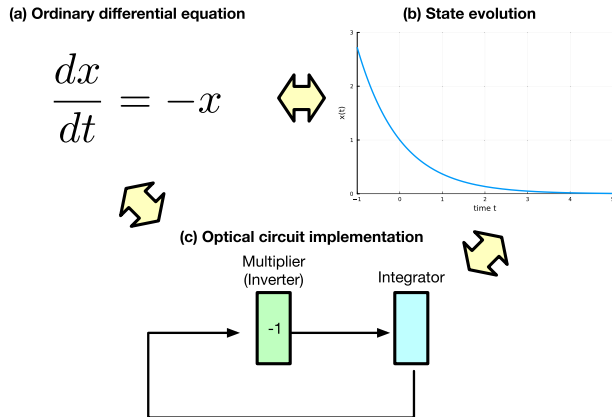 (a) Ordinary differential equation
dx/dt = −x
(b) State evolution
3
2
1
0
−1 0 1 2 3 4 5
x(t)
time t
(c) Optical circuit implementation
Multiplier
(Inverter)
Integrator
-1